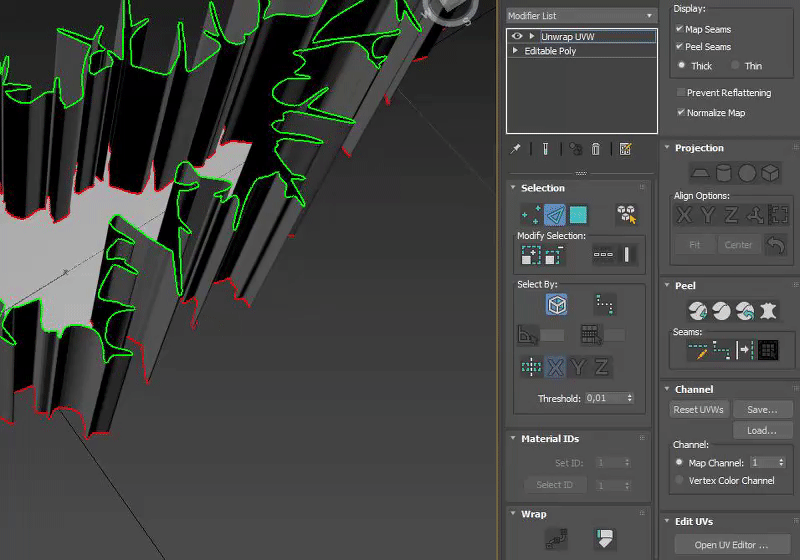 S
Modifier List
Unwrap UVW
Editable Poly
Selection
Modify Selection:
Select By:
X Y Z
Threshold: 0,01
Material IDs
Set ID: 1
Select ID 1
Wrap
Display:
Map Seams
Peel Seams
Thick Thin
Prevent Reflattening
Normalize Map
Projection
Align Options:
X Y Z
Fit Center
Peel
Seams:
Channel
Reset UVWs Save...
Load...
Channel:
Map Channel: 1
Vertex Color Channel
Edit UVs
Open UV Editor ...